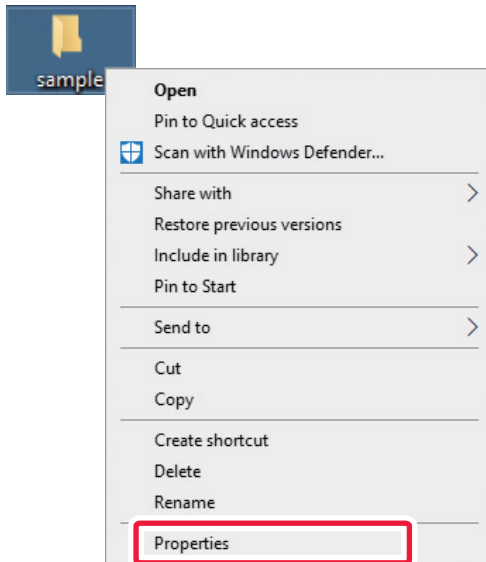 sample
Open
Pin to Quick access
Scan with Windows Defender...
Share with
Restore previous versions
Include in library
Pin to Start
Send to
Cut
Copy
Create shortcut
Delete
Rename
Properties